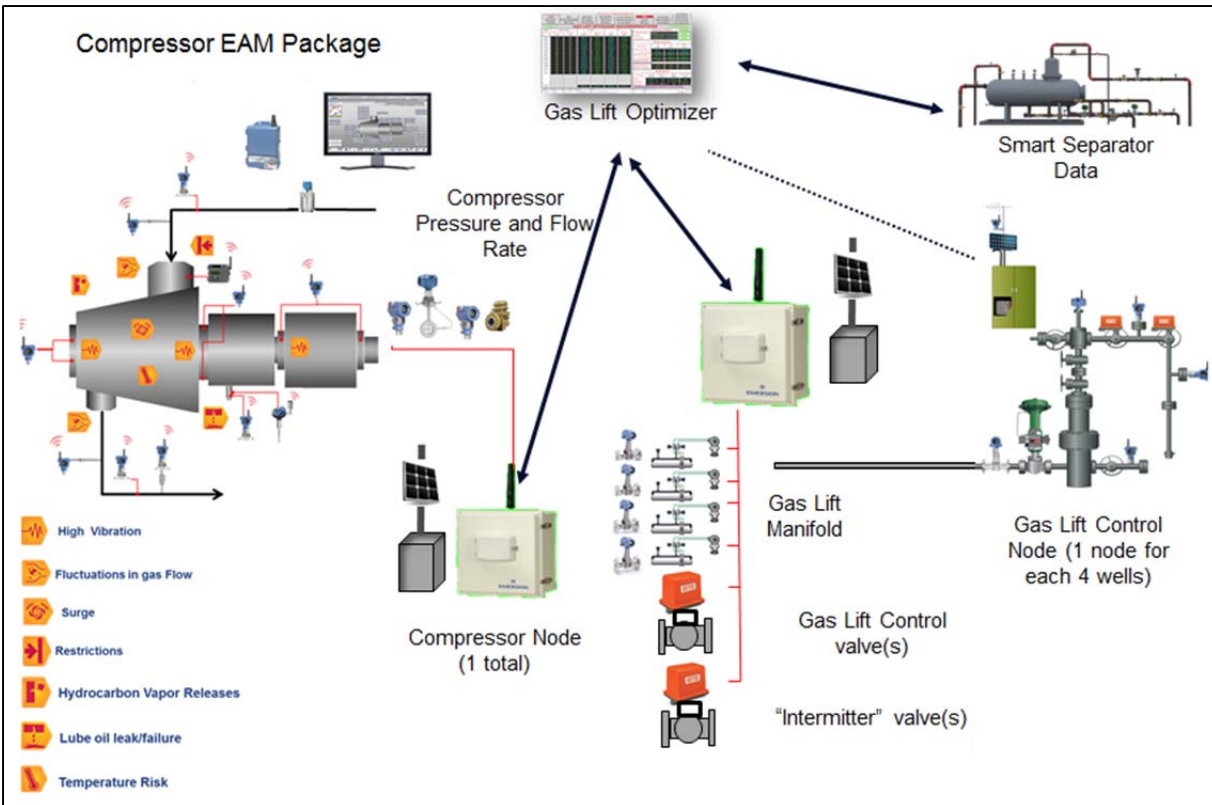 Compressor EAM Package
Gas Lift Optimizer
Smart Separator
Data
Compressor
Pressure and Flow
Rate
EMERSON
EMERSON
Gas Lift
Manifold
Gas Lift Control
Node (1 node for
each 4 wells)
Compressor Node
(1 total)
Gas Lift Control
valve(s)
“Intermitter” valve(s)
High Vibration
Fluctuations in gas Flow
Surge
Restrictions
Hydrocarbon Vapor Releases
Lube oil leak/failure
Temperature Risk